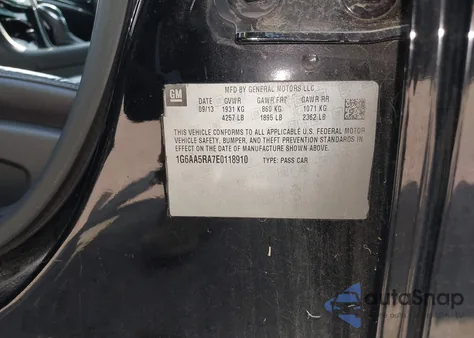 GM
MFD BY GENERAL MOTORS LLC
DATE GVWR GAWR FRT GAWR RR
09/13 1931 KG 860 KG 1071 KG
4257 LB 1895 LB 2362 LB
THIS VEHICLE CONFORMS TO ALL APPLICABLE U.S. FEDERAL MOTOR
VEHICLE SAFETY, BUMPER, AND THEFT PREVENTION STANDARDS IN
EFFECT ON THE DATE OF MANUFACTURE SHOWN ABOVE.
1G6AA5RA7E0118910 TYPE: PASS CAR
autoSnap